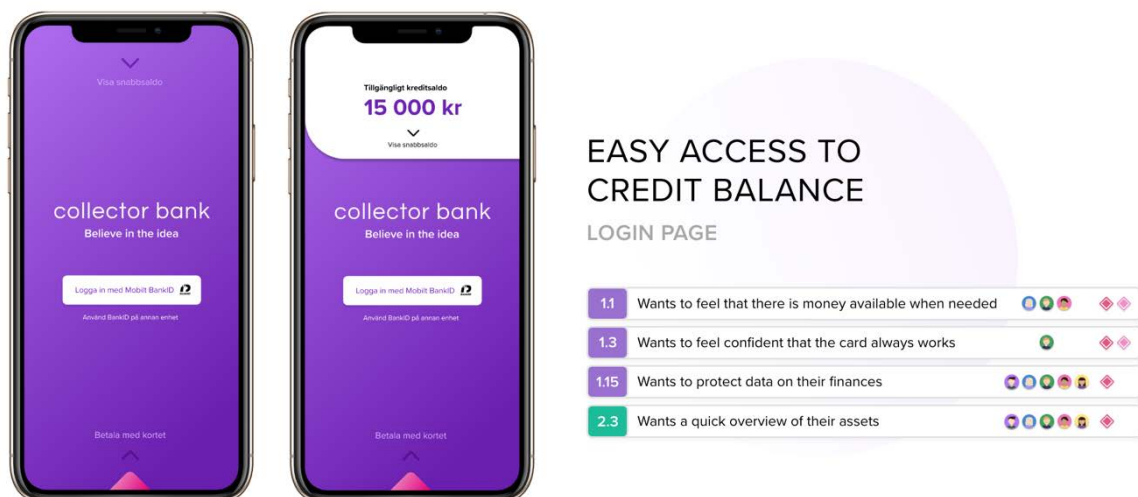 Visa snabbsaldo
collector bank
Believe in the idea
Logga in med Mobilt BankID
Använd BankID på annan enhet
Betala med kortet
Tillgängligt kreditsaldo
15 000 kr
Visa snabbsaldo
collector bank
Believe in the idea
Logga in med Mobilt BankID
Använd BankID på annan enhet
Betala med kortet
EASY ACCESS TO
CREDIT BALANCE
LOGIN PAGE
1.1 Wants to feel that there is money available when needed
1.3 Wants to feel confident that the card always works
1.15 Wants to protect data on their finances
2.3 Wants a quick overview of their assets